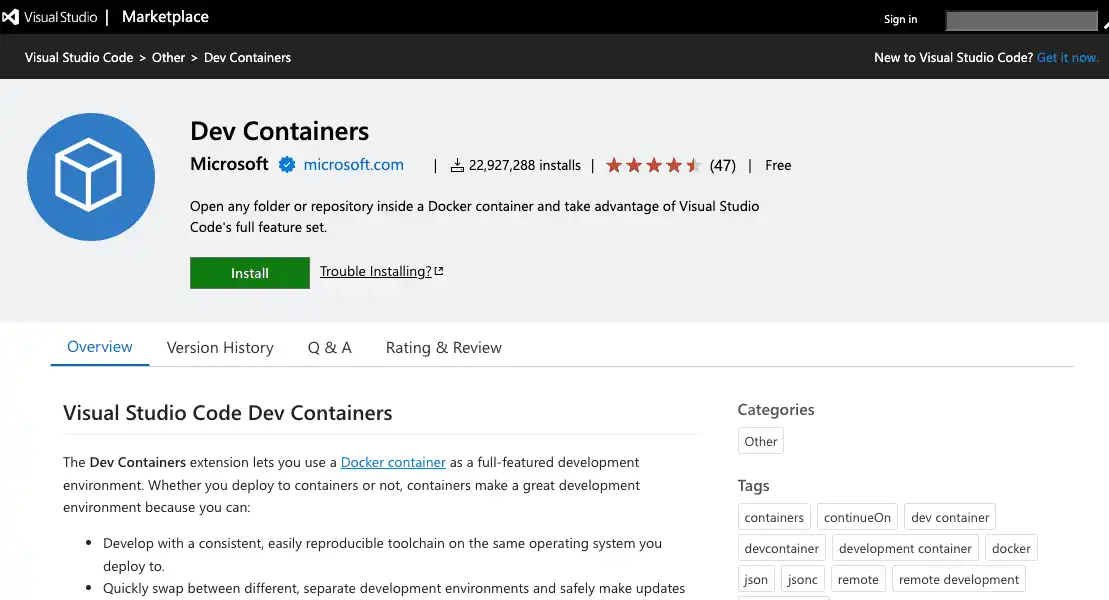 Visual Studio | Marketplace
Sign in
Visual Studio Code > Other > Dev Containers
New to Visual Studio Code? Get it now.
Dev Containers
Microsoft microsoft.com | 22,927,288 installs | (47) | Free
Open any folder or repository inside a Docker container and take advantage of Visual Studio
Code's full feature set.
Install Trouble Installing?
Overview Version History Q & A Rating & Review
Visual Studio Code Dev Containers
The Dev Containers extension lets you use a Docker container as a full-featured development
environment. Whether you deploy to containers or not, containers make a great development
environment because you can:
• Develop with a consistent, easily reproducible toolchain on the same operating system you
deploy to.
• Quickly swap between different, separate development environments and safely make updates
Categories
Other
Tags
containers continueOn dev container
devcontainer development container docker
json jsonc remote remote development